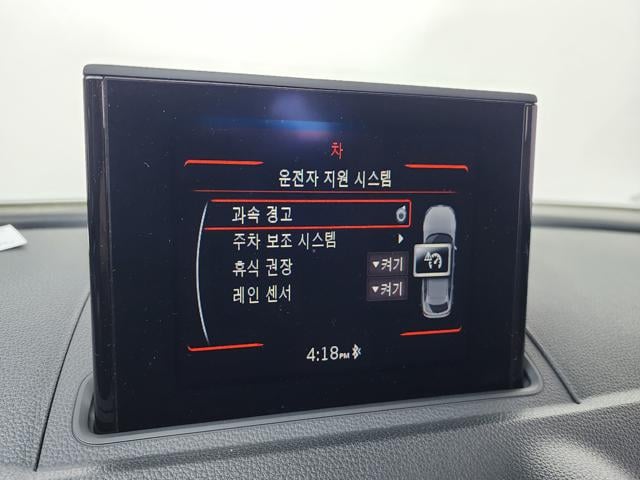 차
운전자 지원 시스템
과속 경고
주차 보조 시스템
휴식 권장 ▾켜기
레인 센서 ▾켜기
4:18PM